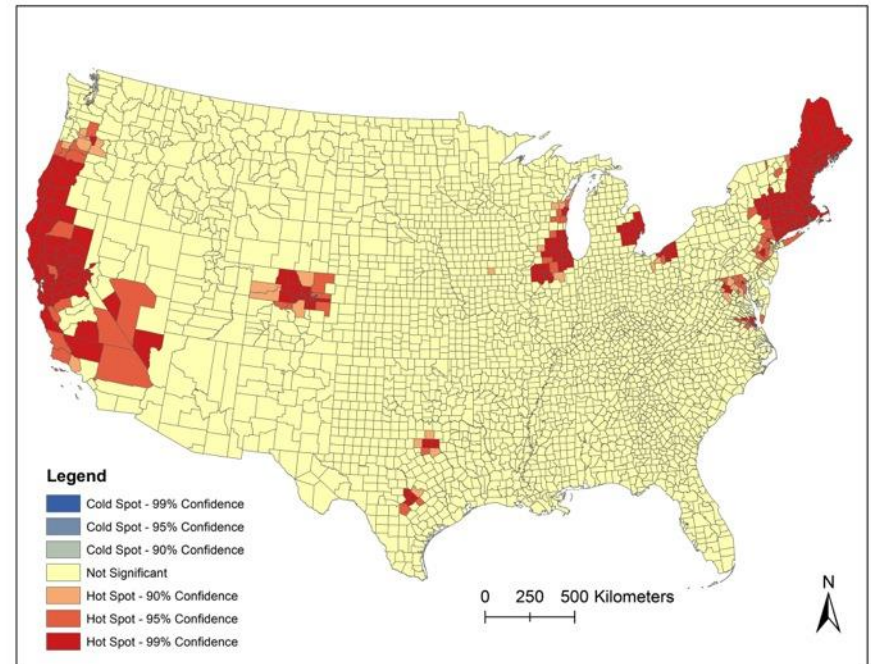 Legend
Cold Spot - 99% Confidence
Cold Spot - 95% Confidence
Cold Spot - 90% Confidence
Not Significant
Hot Spot - 90% Confidence
Hot Spot - 95% Confidence
Hot Spot - 99% Confidence
0 250 500 Kilometers
N